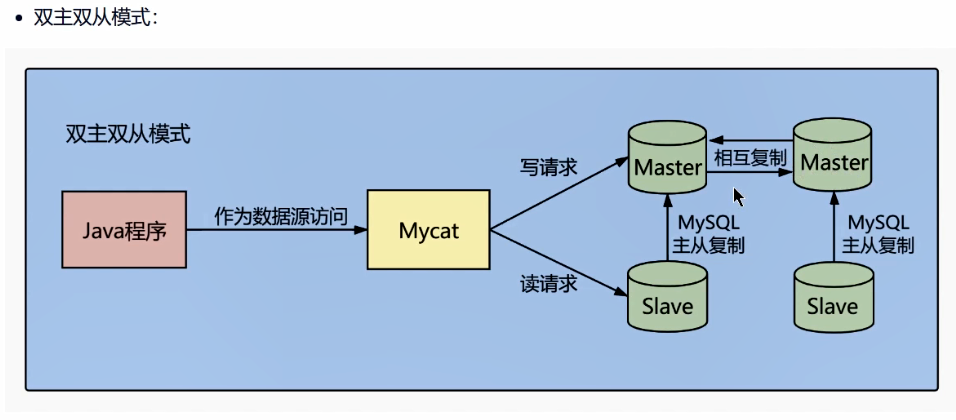 双主双从模式：
双主双从模式
Java程序
作为数据源访问
Mycat
写请求
读请求
Master
相互复制
Master
MySQL
主从复制
MySQL
主从复制
Slave
Slave